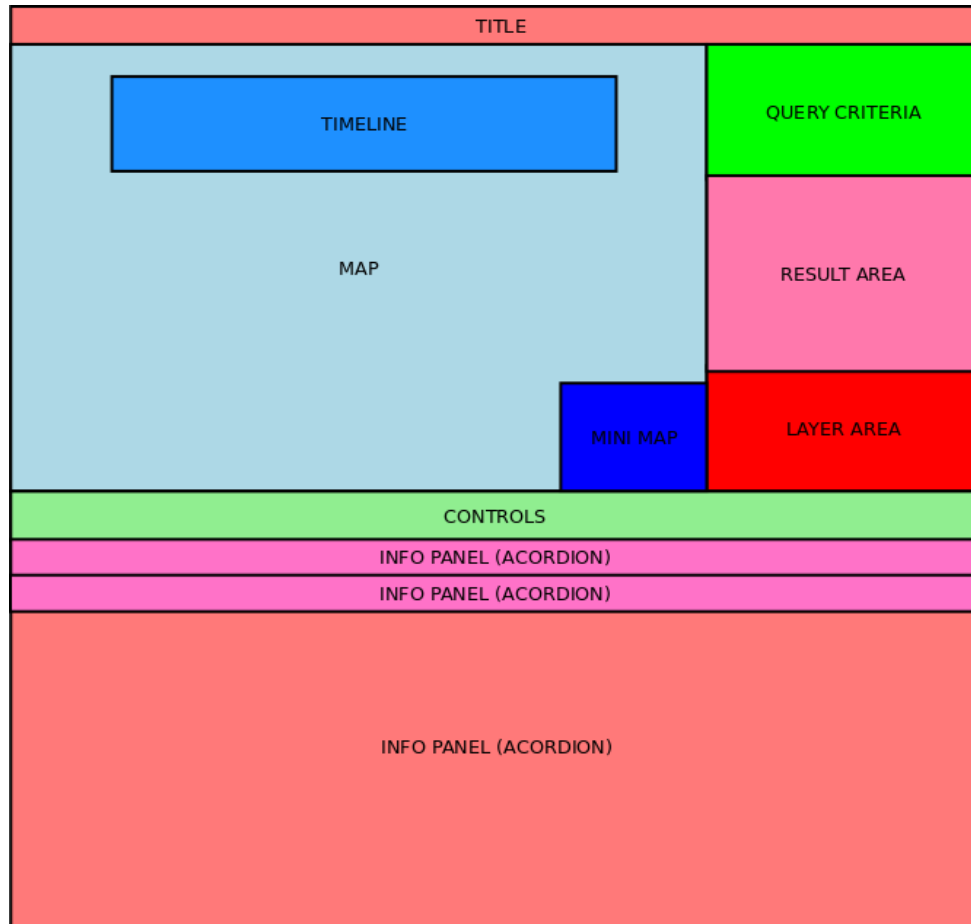 TITLE
TIMELINE
QUERY CRITERIA
MAP
RESULT AREA
MINI MAP
LAYER AREA
CONTROLS
INFO PANEL (ACORDION)
INFO PANEL (ACORDION)
INFO PANEL (ACORDION)